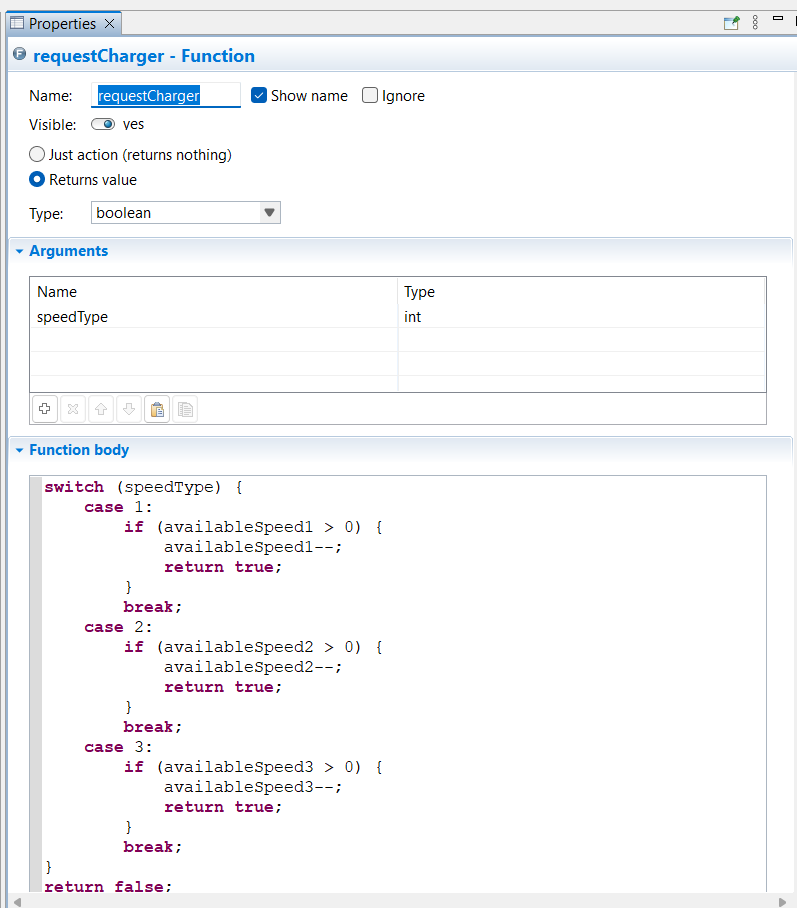 Properties
requestCharger - Function
Name: requestCharger Show name Ignore
Visible: yes
Just action (returns nothing)
Returns value
Type: boolean
Arguments
Name Type
speedType int
Function body
switch (speedType) {
    case 1:
        if (availableSpeed1 > 0) {
            availableSpeed1--;
            return true;
        }
        break;
    case 2:
        if (availableSpeed2 > 0) {
            availableSpeed2--;
            return true;
        }
        break;
    case 3:
        if (availableSpeed3 > 0) {
            availableSpeed3--;
            return true;
        }
        break;
}
return false;